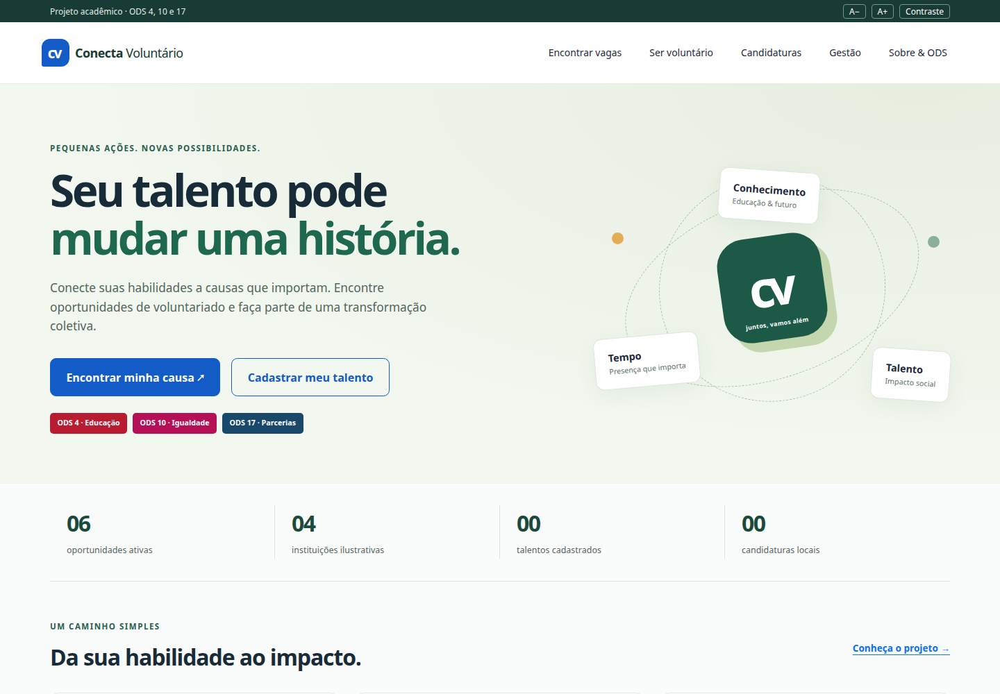 Projeto acadêmico · ODS 4, 10 e 17
A−
A+
Contraste
cv
Conecta Voluntário
Encontrar vagas
Ser voluntário
Candidaturas
Gestão
Sobre & ODS
PEQUENAS AÇÕES. NOVAS POSSIBILIDADES.
Seu talento pode
mudar uma história.
Conecte suas habilidades a causas que importam. Encontre
oportunidades de voluntariado e faça parte de uma transformação
coletiva.
Encontrar minha causa ↗
Cadastrar meu talento
ODS 4 · Educação
ODS 10 · Igualdade
ODS 17 · Parcerias
Conhecimento
Educação & futuro
cv
juntos, vamos além
Tempo
Presença que importa
Talento
Impacto social
06
oportunidades ativas
04
instituições ilustrativas
00
talentos cadastrados
00
candidaturas locais
UM CAMINHO SIMPLES
Da sua habilidade ao impacto.
Conheça o projeto →